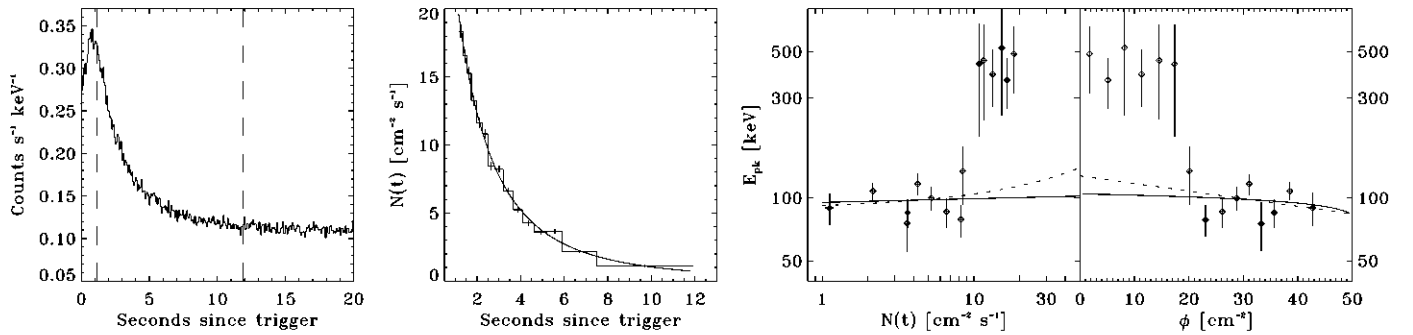 0.35
0.30
0.25
0.20
0.15
0.10
0.05
Counts s⁻¹ keV⁻¹
0 5 10 15 20
Seconds since trigger
20
15
10
5
0
N(t) [cm⁻² s⁻¹]
2 4 6 8 10 12
Seconds since trigger
500
300
100
50
E_pk [keV]
1 10 30
N(t) [cm⁻² s⁻¹]
0 10 20 30 40 50
ϕ [cm⁻²]
500
300
100
50